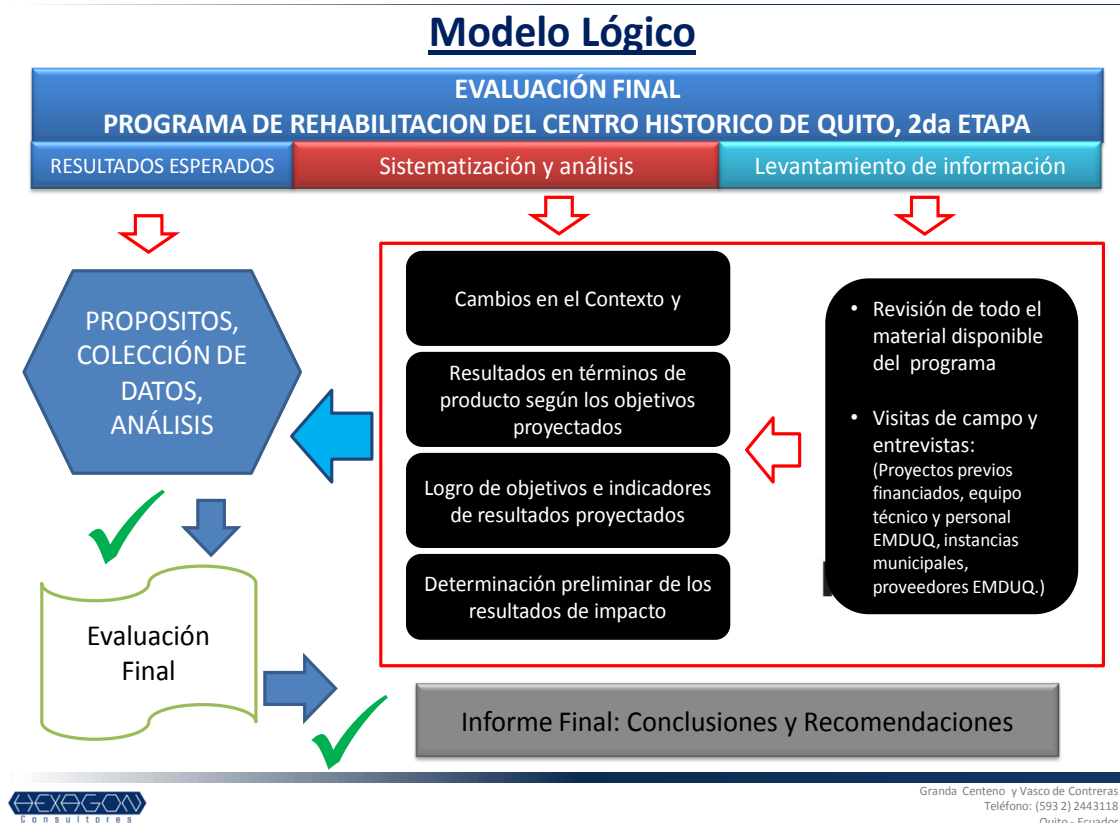 Modelo Lógico
EVALUACIÓN FINAL
PROGRAMA DE REHABILITACION DEL CENTRO HISTORICO DE QUITO, 2da ETAPA
RESULTADOS ESPERADOS
Sistematización y análisis
Levantamiento de información
PROPOSITOS,
COLECCIÓN DE
DATOS,
ANÁLISIS
Cambios en el Contexto y
Resultados en términos de
producto según los objetivos
proyectados
Logro de objetivos e indicadores
de resultados proyectados
Determinación preliminar de los
resultados de impacto
• Revisión de todo el
material disponible
del programa
• Visitas de campo y
entrevistas:
(Proyectos previos
financiados, equipo
técnico y personal
EMDUQ, instancias
municipales,
proveedores EMDUQ.)
Evaluación
Final
Informe Final: Conclusiones y Recomendaciones
HEXAGON
Consultores
Granda Centeno y Vasco de Contreras
Teléfono: (593 2) 2443118
Quito - Ecuador